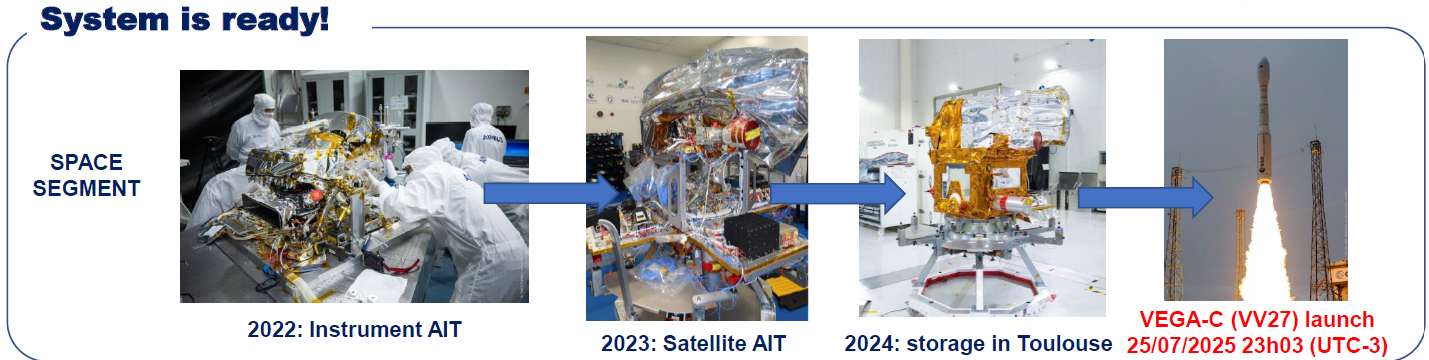 System is ready!
SPACE
SEGMENT
2022: Instrument AIT
2023: Satellite AIT
2024: storage in Toulouse
VEGA-C (VV27) launch
25/07/2025 23h03 (UTC-3)